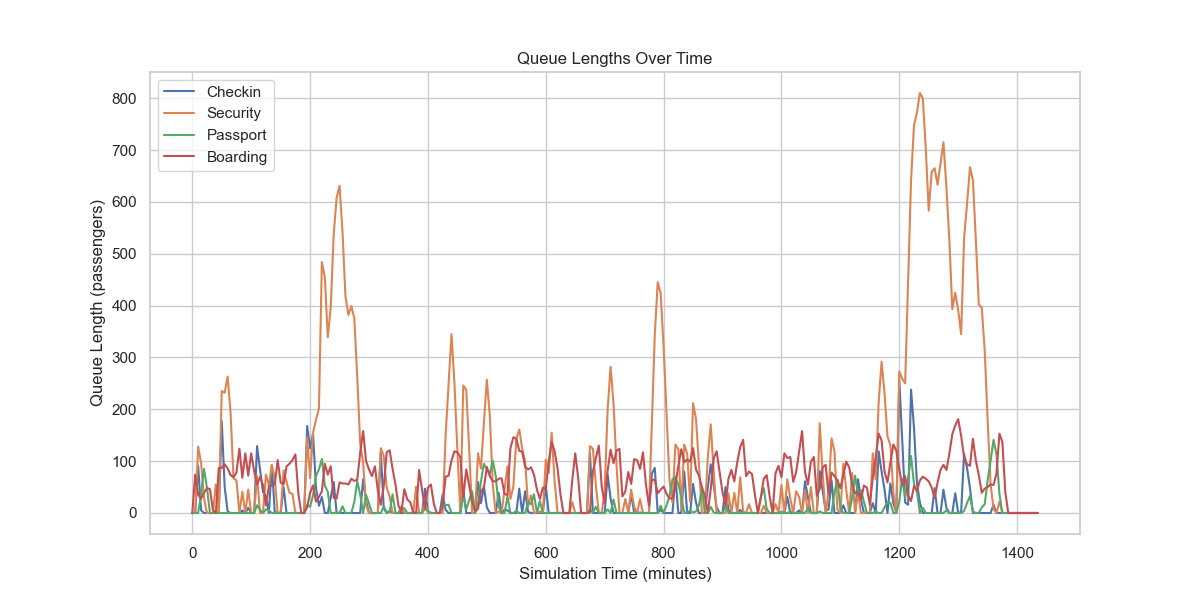 Queue Lengths Over Time
Checkin
Security
Passport
Boarding
800
700
600
500
400
300
200
100
0
Queue Length (passengers)
0 200 400 600 800 1000 1200 1400
Simulation Time (minutes)